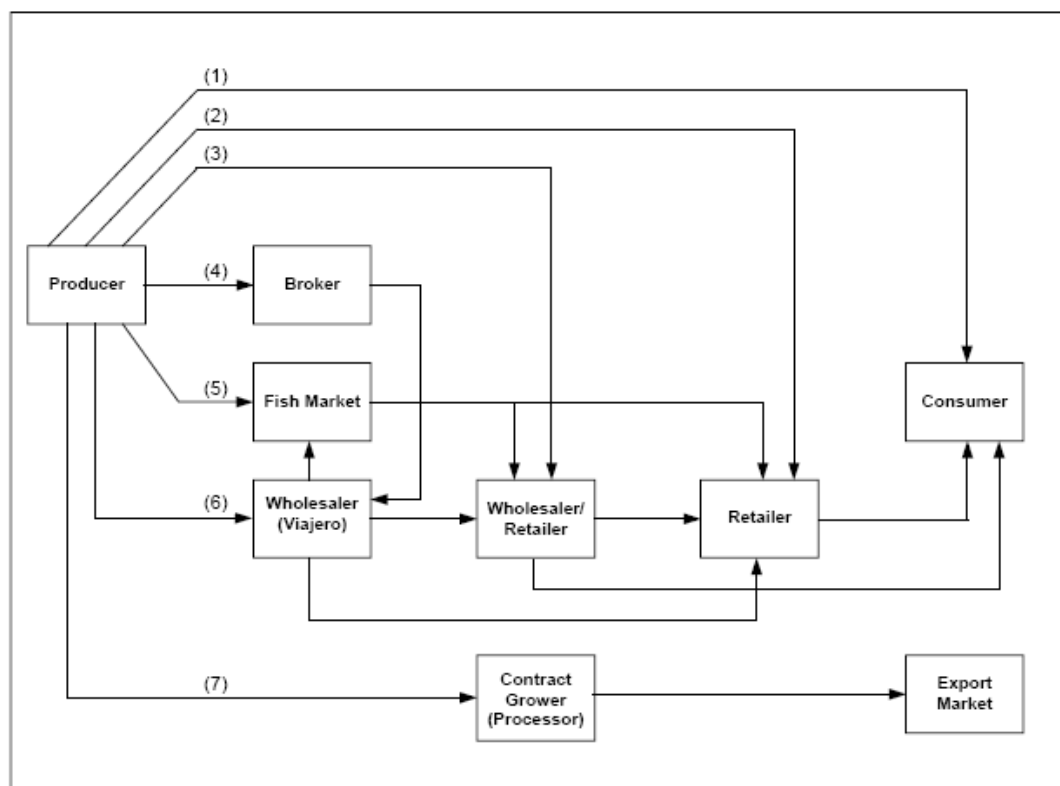 (1)
(2)
(3)
Producer
(4)
Broker
(5)
Fish Market
Consumer
(6)
Wholesaler
(Viajero)
Wholesaler/
Retailer
Retailer
(7)
Contract
Grower
(Processor)
Export
Market